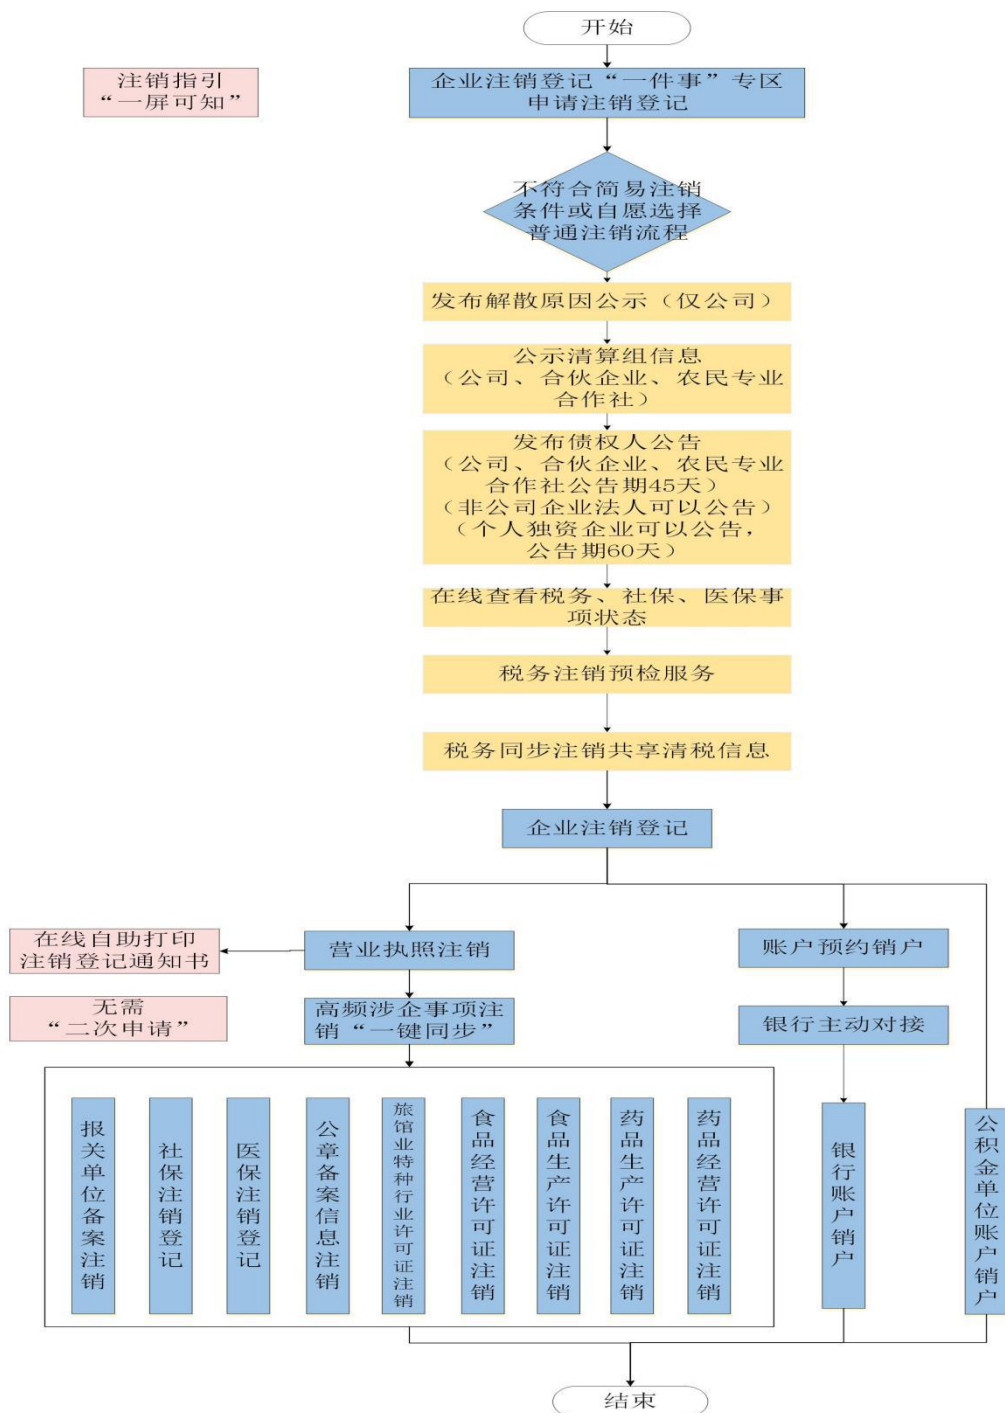 开始
注销指引
“一屏可知”
企业注销登记“一件事”专区
申请注销登记
不符合简易注销
条件或自愿选择
普通注销流程
发布解散原因公示（仅公司）
公示清算组信息
（公司、合伙企业、农民专业
合作社）
发布债权人公告
（公司、合伙企业、农民专业
合作社公告期45天）
（非公司企业法人可以公告）
（个人独资企业可以公告，
公告期60天）
在线查看税务、社保、医保事
项状态
税务注销预检服务
税务同步注销共享清税信息
企业注销登记
在线自助打印
注销登记通知书
营业执照注销
账户预约销户
无需
“二次申请”
高频涉企事项注
销“一键同步”
银行主动对接
报关单位备案注销
社保注销登记
医保注销登记
公章备案信息注销
旅馆业特种行业许可证注销
食品经营许可证注销
食品生产许可证注销
药品生产许可证注销
药品经营许可证注销
银行账户销户
公积金单位账户销户
结束